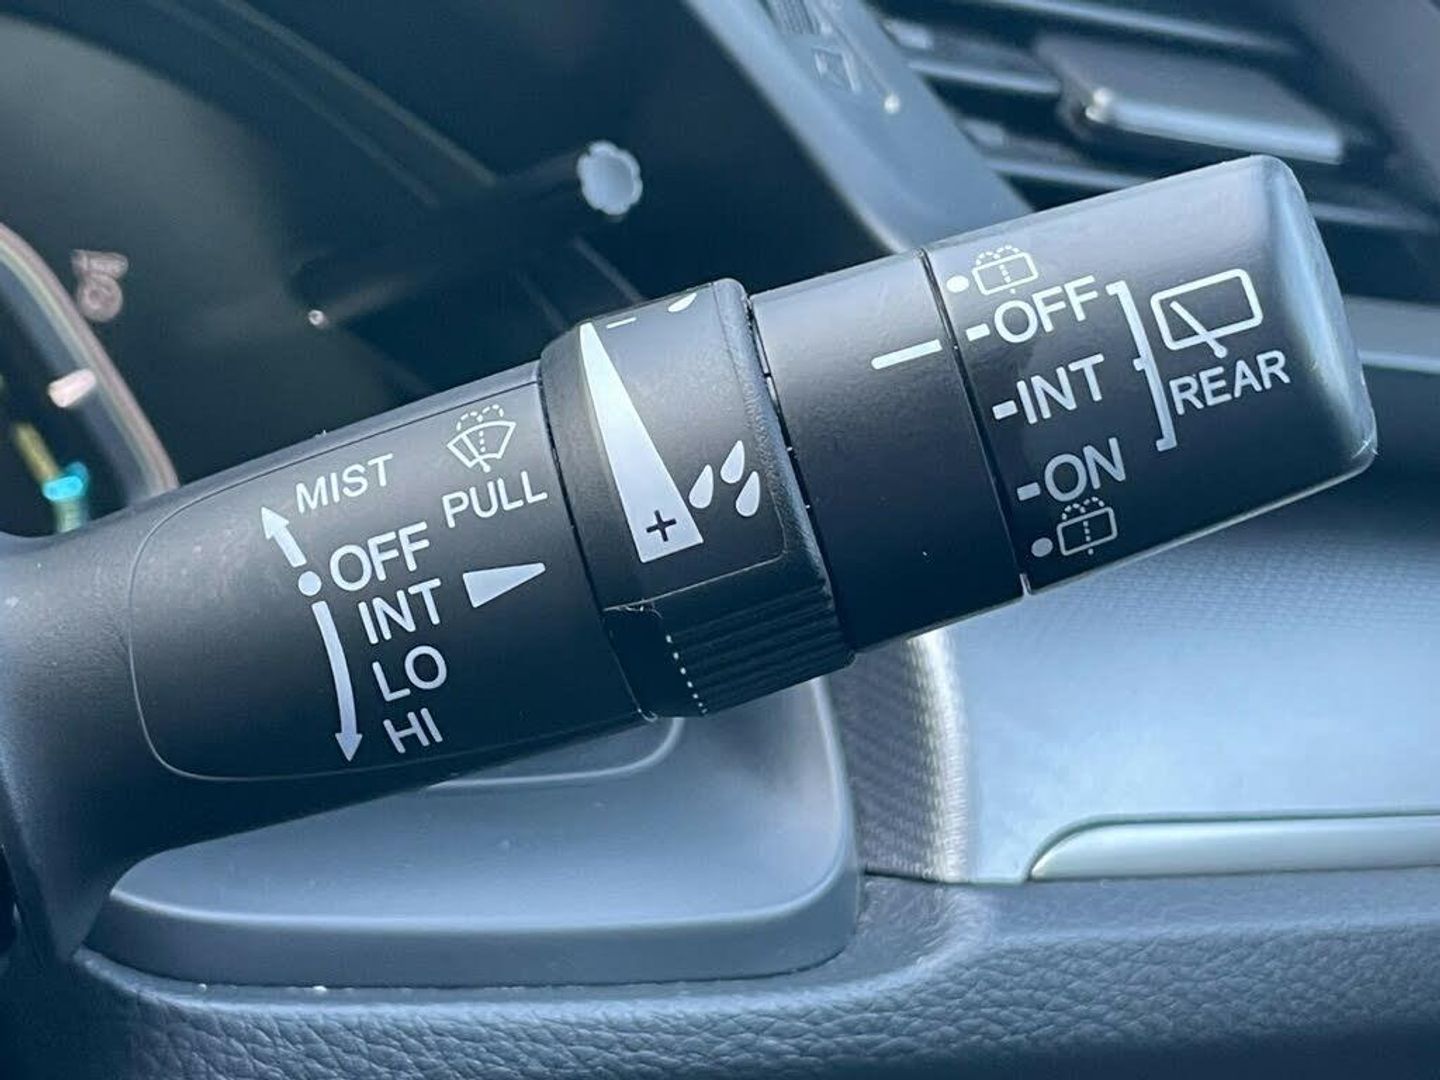 MIST
PULL
OFF
INT
LO
HI
-
+
OFF
INT
ON
REAR